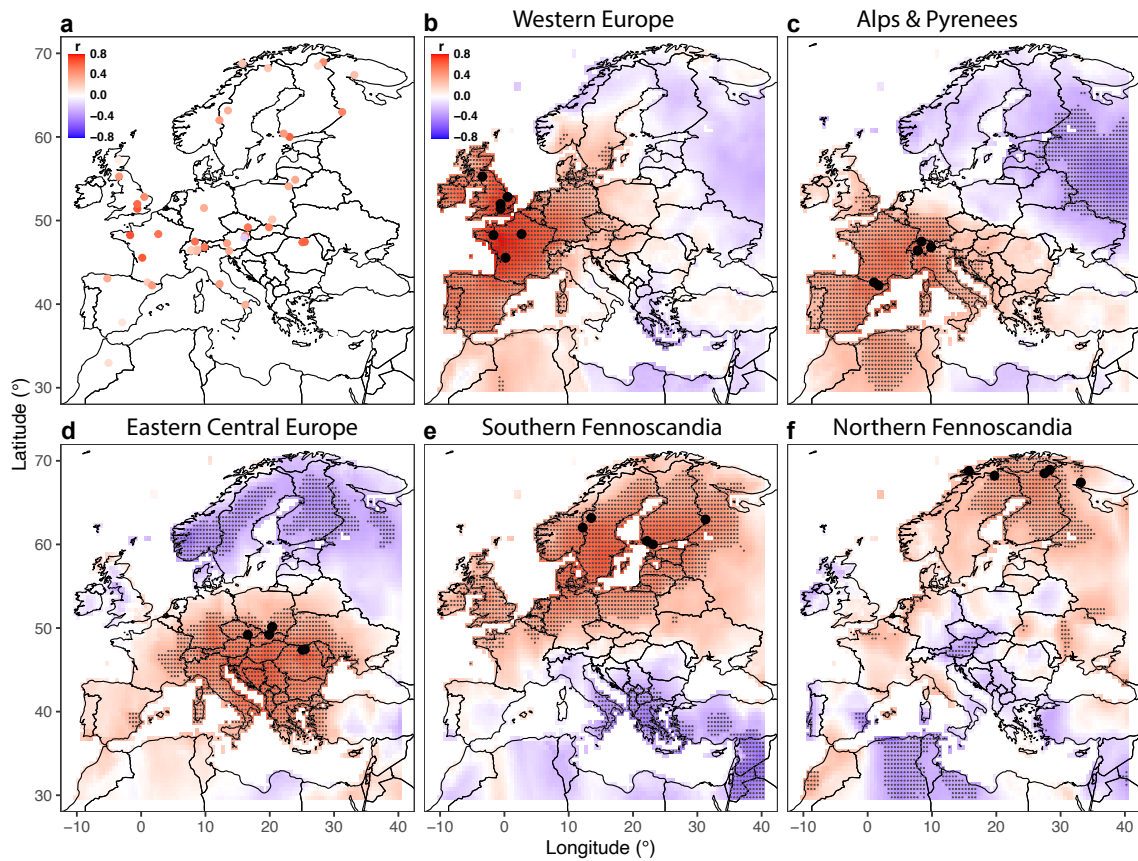 a
b
Western Europe
c
Alps & Pyrenees
r
0.8
0.4
0.0
−0.4
−0.8
r
0.8
0.4
0.0
−0.4
−0.8
70
60
50
40
30
Latitude (°)
d
Eastern Central Europe
e
Southern Fennoscandia
f
Northern Fennoscandia
70
60
50
40
30
−10 0 10 20 30 40
−10 0 10 20 30 40
−10 0 10 20 30 40
Longitude (°)